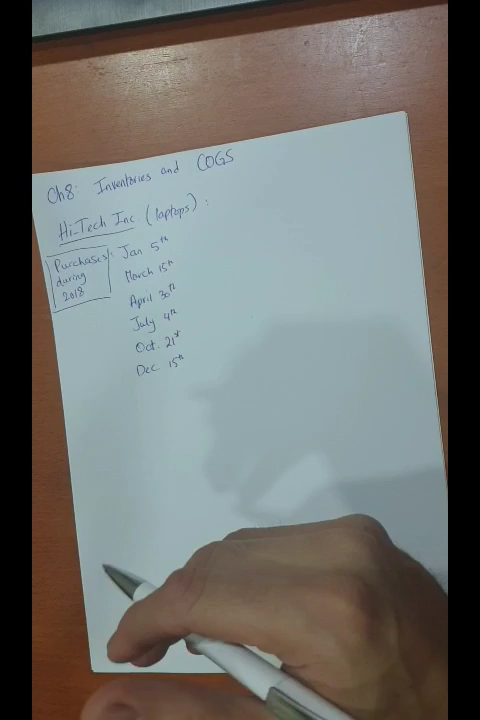 Ch8: Inventories and COGS
Hi-Tech Inc (laptops):
Purchases: Jan 5th
during March 15th
2018 April 30th
July 4th
Oct. 21st
Dec. 15th